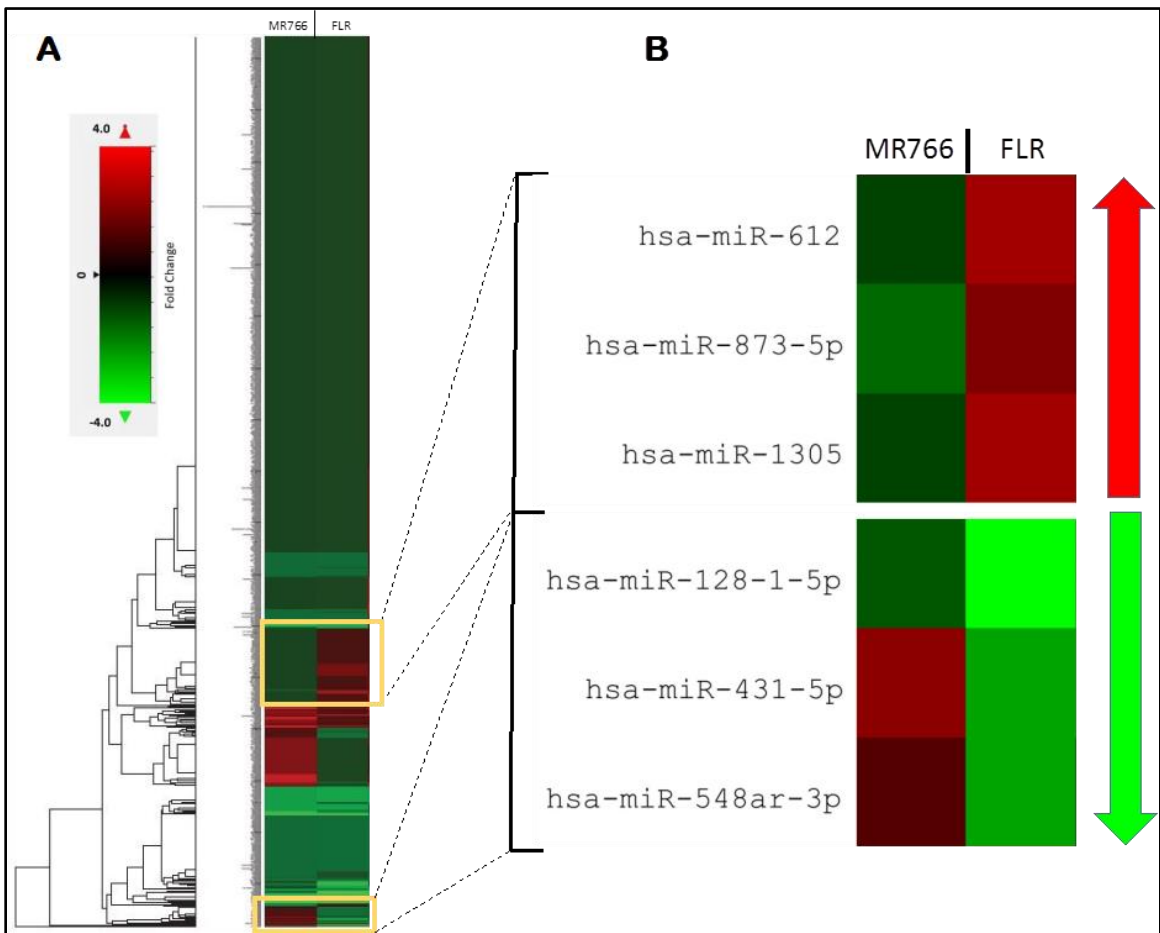 A
MR766 FLR
4.0
0
Fold Change
-4.0
B
MR766 FLR
hsa-miR-612
hsa-miR-873-5p
hsa-miR-1305
hsa-miR-128-1-5p
hsa-miR-431-5p
hsa-miR-548ar-3p